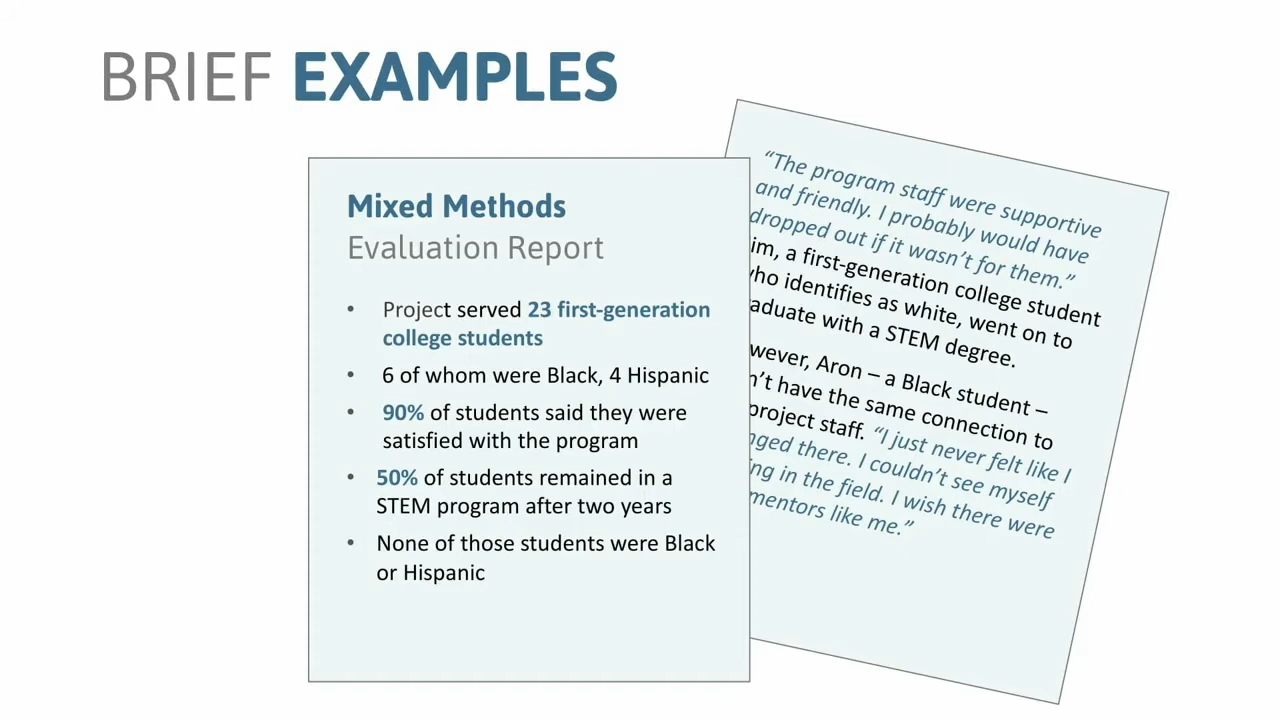 BRIEF EXAMPLES
Mixed Methods
Evaluation Report
• Project served 23 first-generation
college students
• 6 of whom were Black, 4 Hispanic
• 90% of students said they were
satisfied with the program
• 50% of students remained in a
STEM program after two years
• None of those students were Black
or Hispanic
“The program staff were supportive
and friendly. I probably would have
dropped out if it wasn’t for them.”
a first-generation college student
identifies as white, went on to
with a STEM degree.
Aron – a Black student –
have the same connection to
project staff. “I just never felt like I
there. I couldn’t see myself
in the field. I wish there were
mentors like me.”